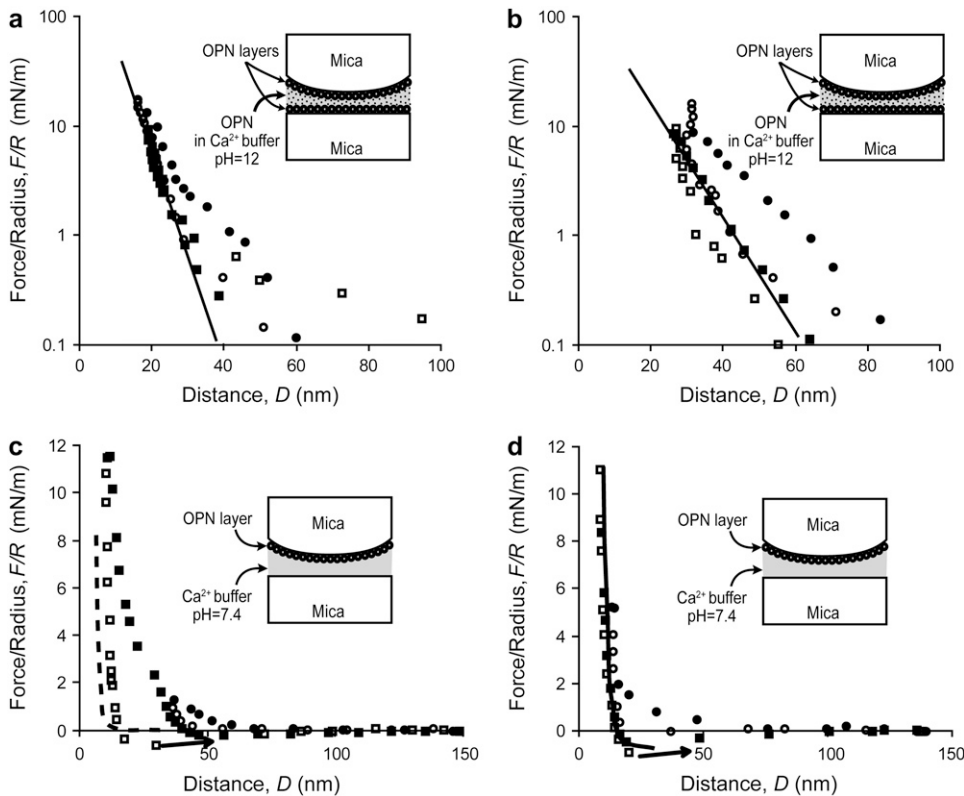 a
100
10
1
0.1
0
20
40
60
80
100
Force/Radius, F/R (mN/m)
Distance, D (nm)
OPN layers
OPN
in Ca²⁺ buffer
pH=12
Mica
Mica
b
100
10
1
0.1
0
20
40
60
80
100
Force/Radius, F/R (mN/m)
Distance, D (nm)
OPN layers
OPN
in Ca²⁺ buffer
pH=12
Mica
Mica
c
12
10
8
6
4
2
0
-2
0
50
100
150
Force/Radius, F/R (mN/m)
Distance, D (nm)
OPN layer
Ca²⁺ buffer
pH=7.4
Mica
Mica
d
12
10
8
6
4
2
0
-2
0
50
100
150
Force/Radius, F/R (mN/m)
Distance, D (nm)
OPN layer
Ca²⁺ buffer
pH=7.4
Mica
Mica